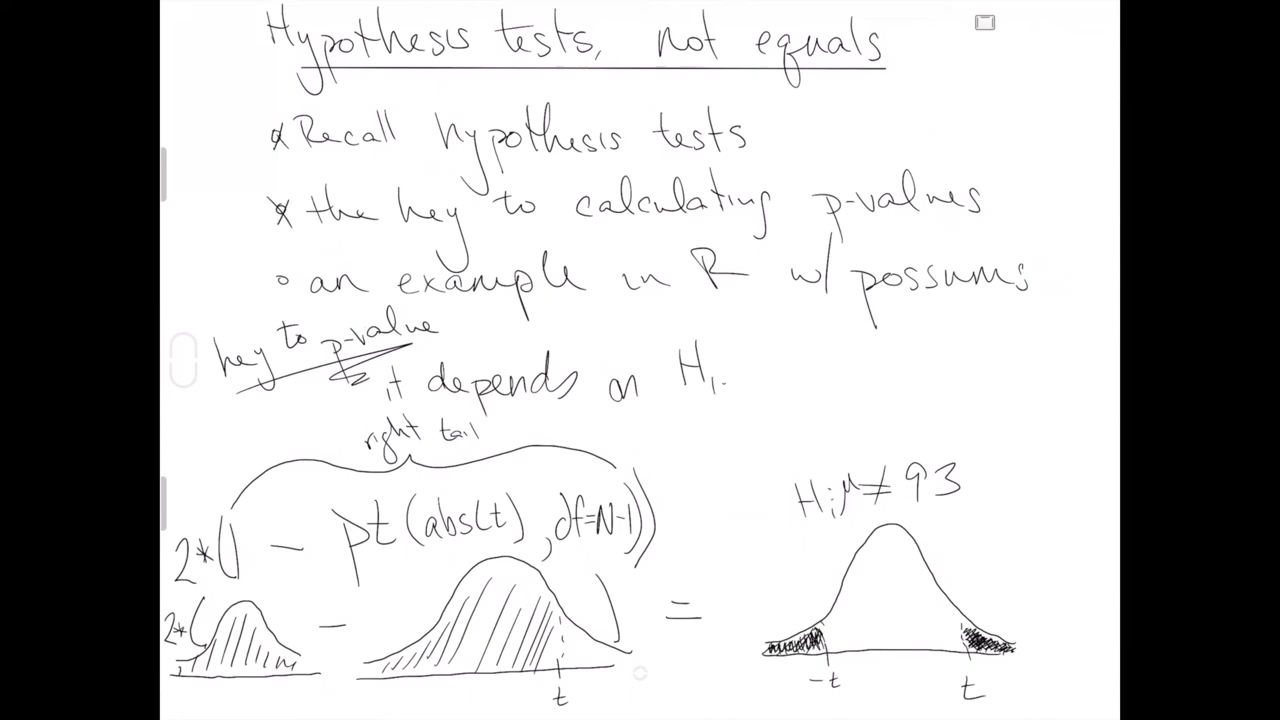 Hypothesis tests, not equals
* Recall hypothesis tests
* the key to calculating p-values
o an example in R w/ possums
key to p-value
it depends on H1.
right tail
2*(1 - pt(abs(t), df=N-1))
H1: μ ≠ 93
2*( - ) =
t
-t t